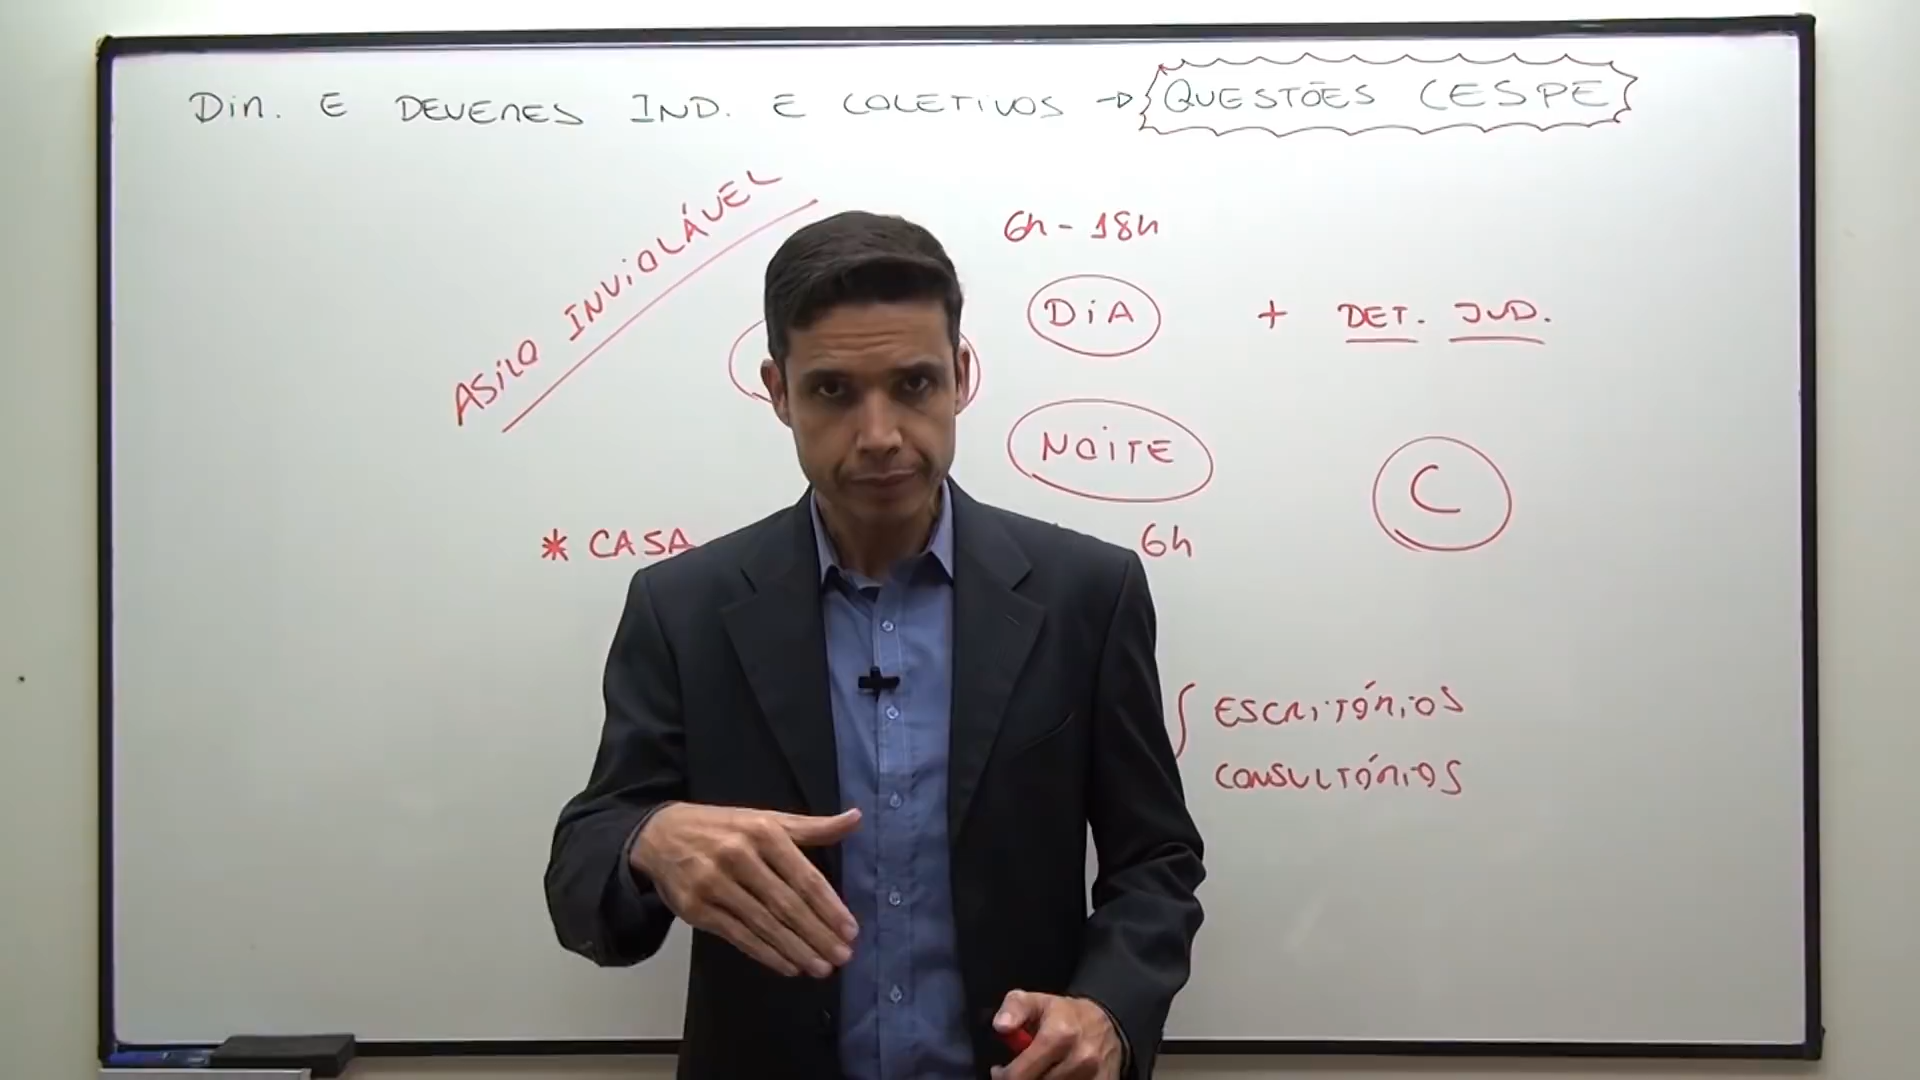 DIR. E DEVERES IND. E COLETIVOS → QUESTÕES CESPE
ASILO INVIOLÁVEL
6h - 18h
DIA + DET. JUD.
NOITE
C
* CASA
6h
ESCRITÓRIOS
CONSULTÓRIOS